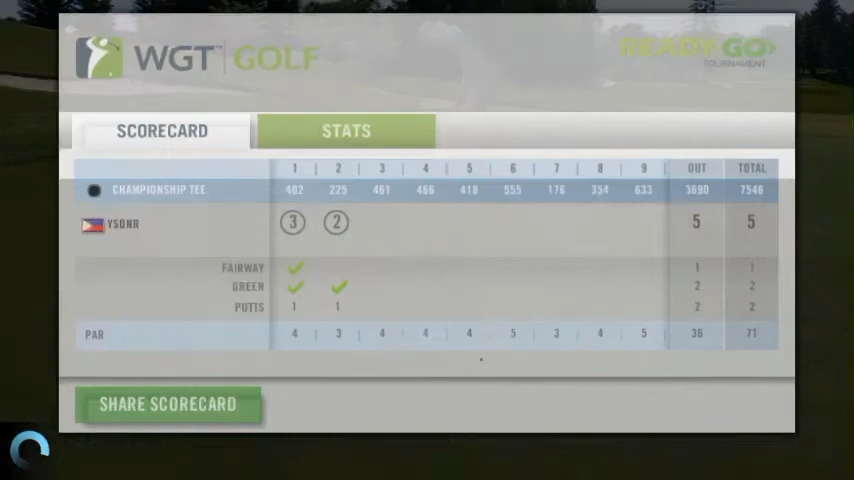 WGT™ | GOLF
READY GO
TOURNAMENT
SCORECARD STATS
1 | 2 | 3 | 4 | 5 | 6 | 7 | 8 | 9 | OUT TOTAL
CHAMPIONSHIP TEE 402 225 461 466 418 555 176 354 633 3690 7546
YSONR 3 2 5 5
FAIRWAY ✓ 1 1
GREEN ✓ ✓ 2 2
PUTTS 1 1 2 2
PAR 4 | 3 | 4 | 4 | 4 | 5 | 3 | 4 | 5 | 36 71
SHARE SCORECARD